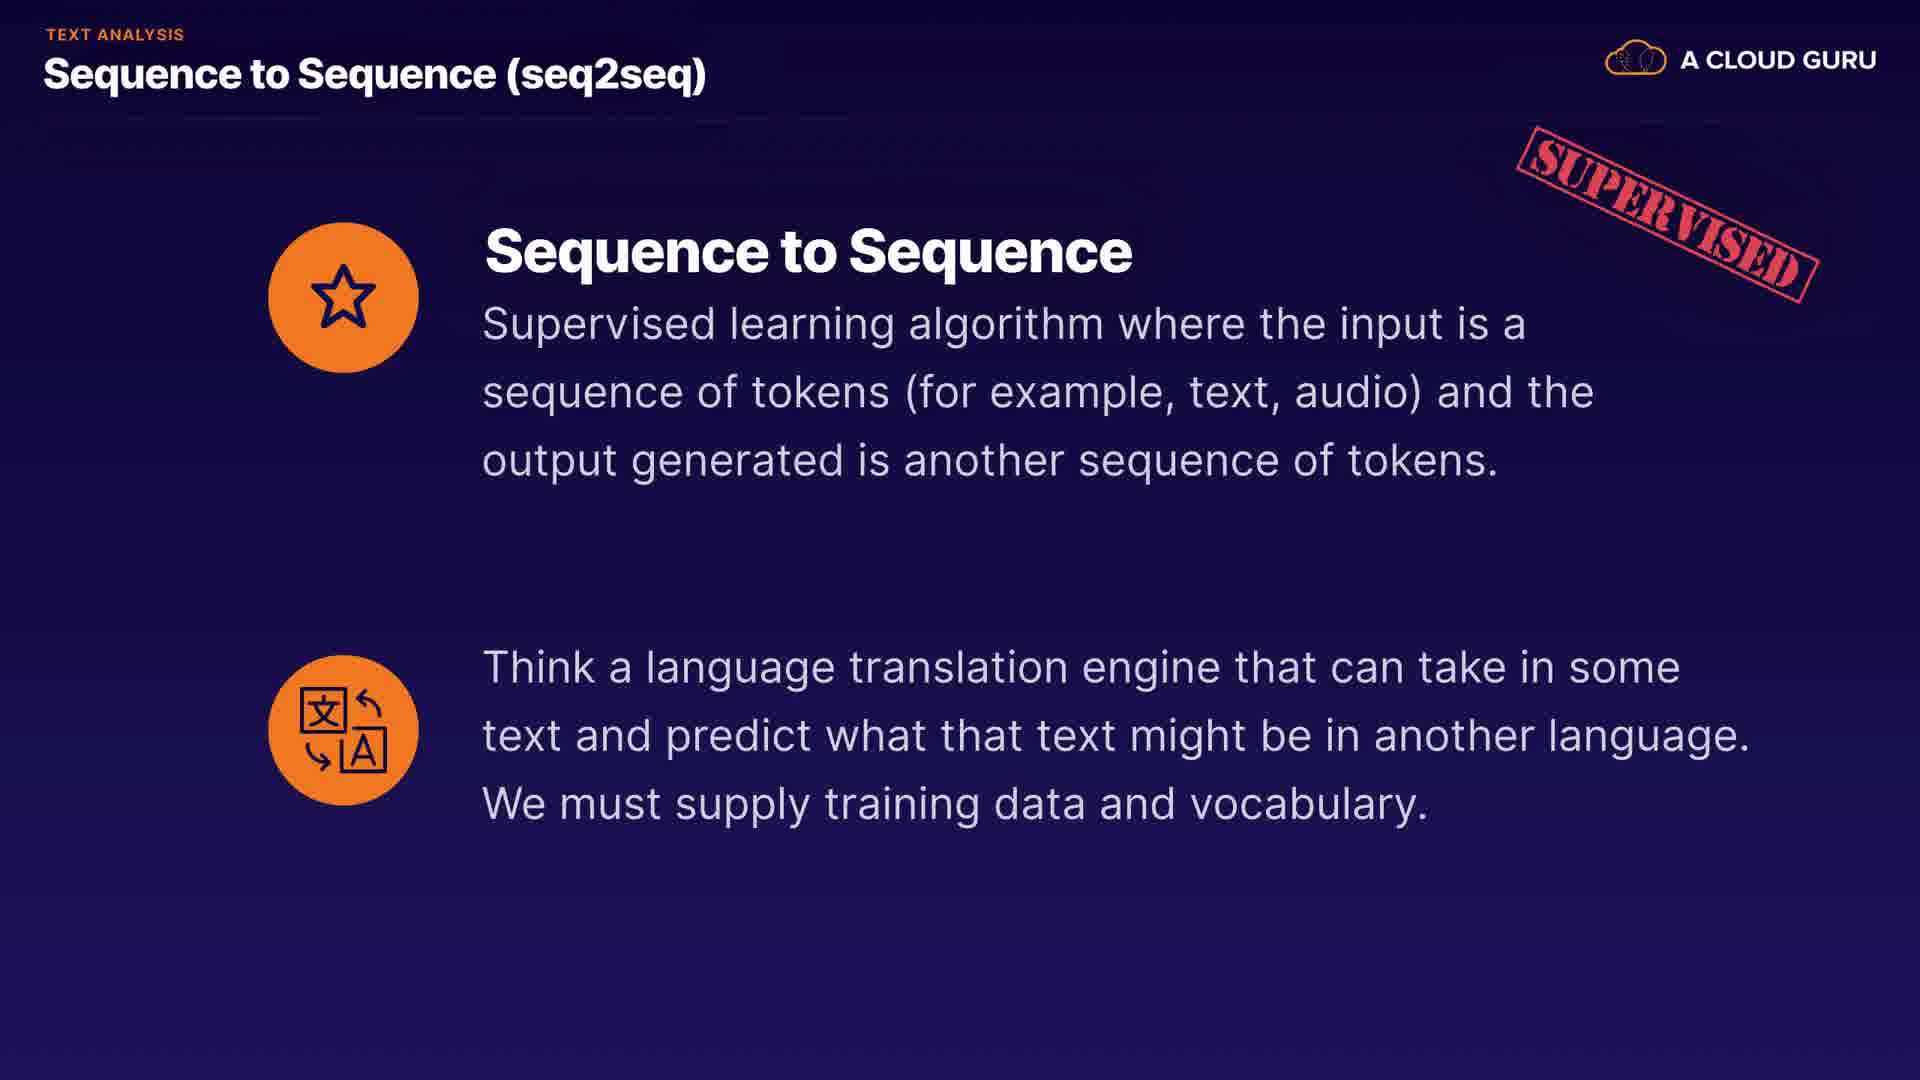 TEXT ANALYSIS
Sequence to Sequence (seq2seq)
A CLOUD GURU
SUPERVISED
Sequence to Sequence
Supervised learning algorithm where the input is a
sequence of tokens (for example, text, audio) and the
output generated is another sequence of tokens.
文
A
Think a language translation engine that can take in some
text and predict what that text might be in another language.
We must supply training data and vocabulary.